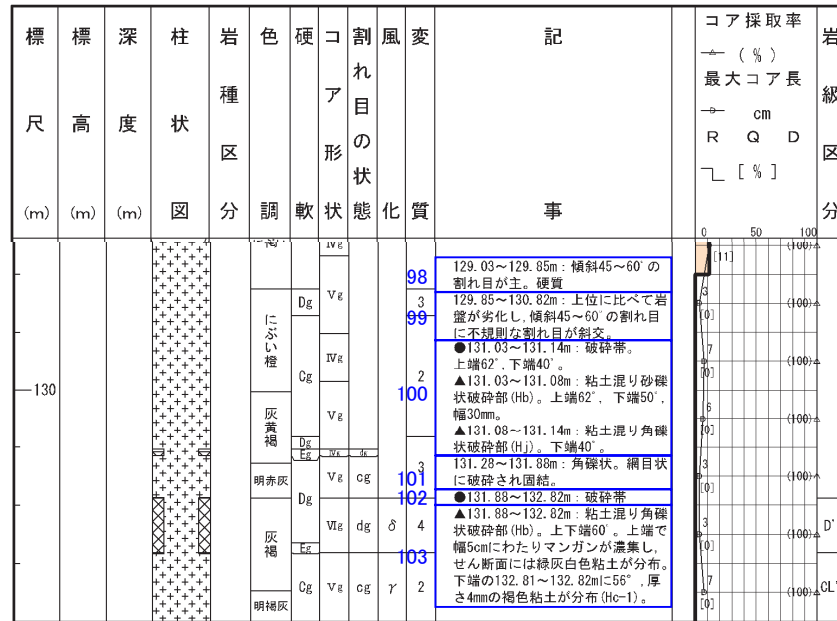 標尺(m)
標高(m)
深度(m)
柱状図
岩種区分
色調
硬軟
コア形状
割れ目の状態
風化
変質
記事
コア採取率
(%)
最大コア長
cm
R Q D
[%]
岩級区分
0 50 100
褐
Ⅳg
(100)
[11]
98
129.03～129.85m：傾斜45～60°の
割れ目が主。硬質
Dg
Ⅴg
3
99
129.85～130.82m：上位に比べて岩
盤が劣化し,傾斜45～60°の割れ目
に不規則な割れ目が斜交。
3
[0]
(100)
にぶい橙
Cg
Ⅳg
2
100
130
●131.03～131.14m：破砕帯。
上端62°,下端40°。
▲131.03～131.08m：粘土混り砂礫
状破砕部(Hb)。上端62°,下端50°,
幅30mm。
▲131.08～131.14m：粘土混り角礫
状破砕部(Hj)。下端40°。
7
[0]
(100)
灰黄褐
Ⅴg
6
[0]
(100)
Dg
Eg
Ⅳg
dg
3
101
131.28～131.88m：角礫状。網目状
に破砕され固結。
明赤灰
Ⅴg
cg
3
[0]
(100)
Dg
102
●131.88～132.82m：破砕帯
▲131.88～132.82m：粘土混り角礫
状破砕部(Hb)。上下端60°。上端で
幅5cmにわたりマンガンが濃集し,
せん断面には緑灰白色粘土が分布。
下端の132.81～132.82mに56°,厚
さ4mmの褐色粘土が分布(Hc-1)。
灰褐
Ⅵg
dg
δ
4
3
[0]
(100)
D'
Eg
103
Cg
Ⅴg
cg
γ
2
7
[0]
(100)
CL'
明褐灰